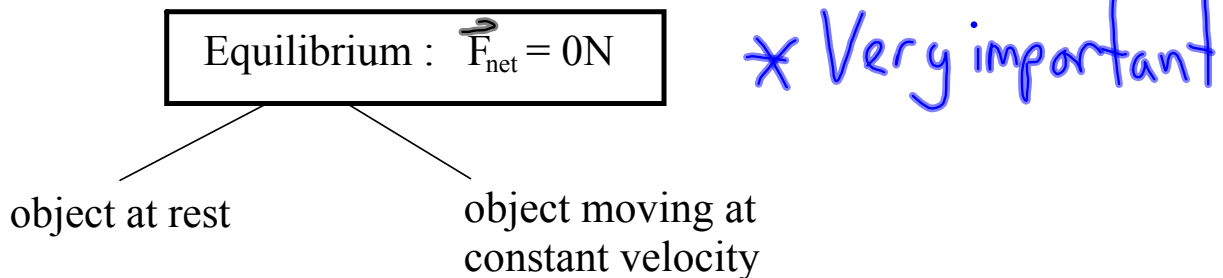 Equilibrium : F⃗net = 0N
* Very important
object at rest
object moving at
constant velocity